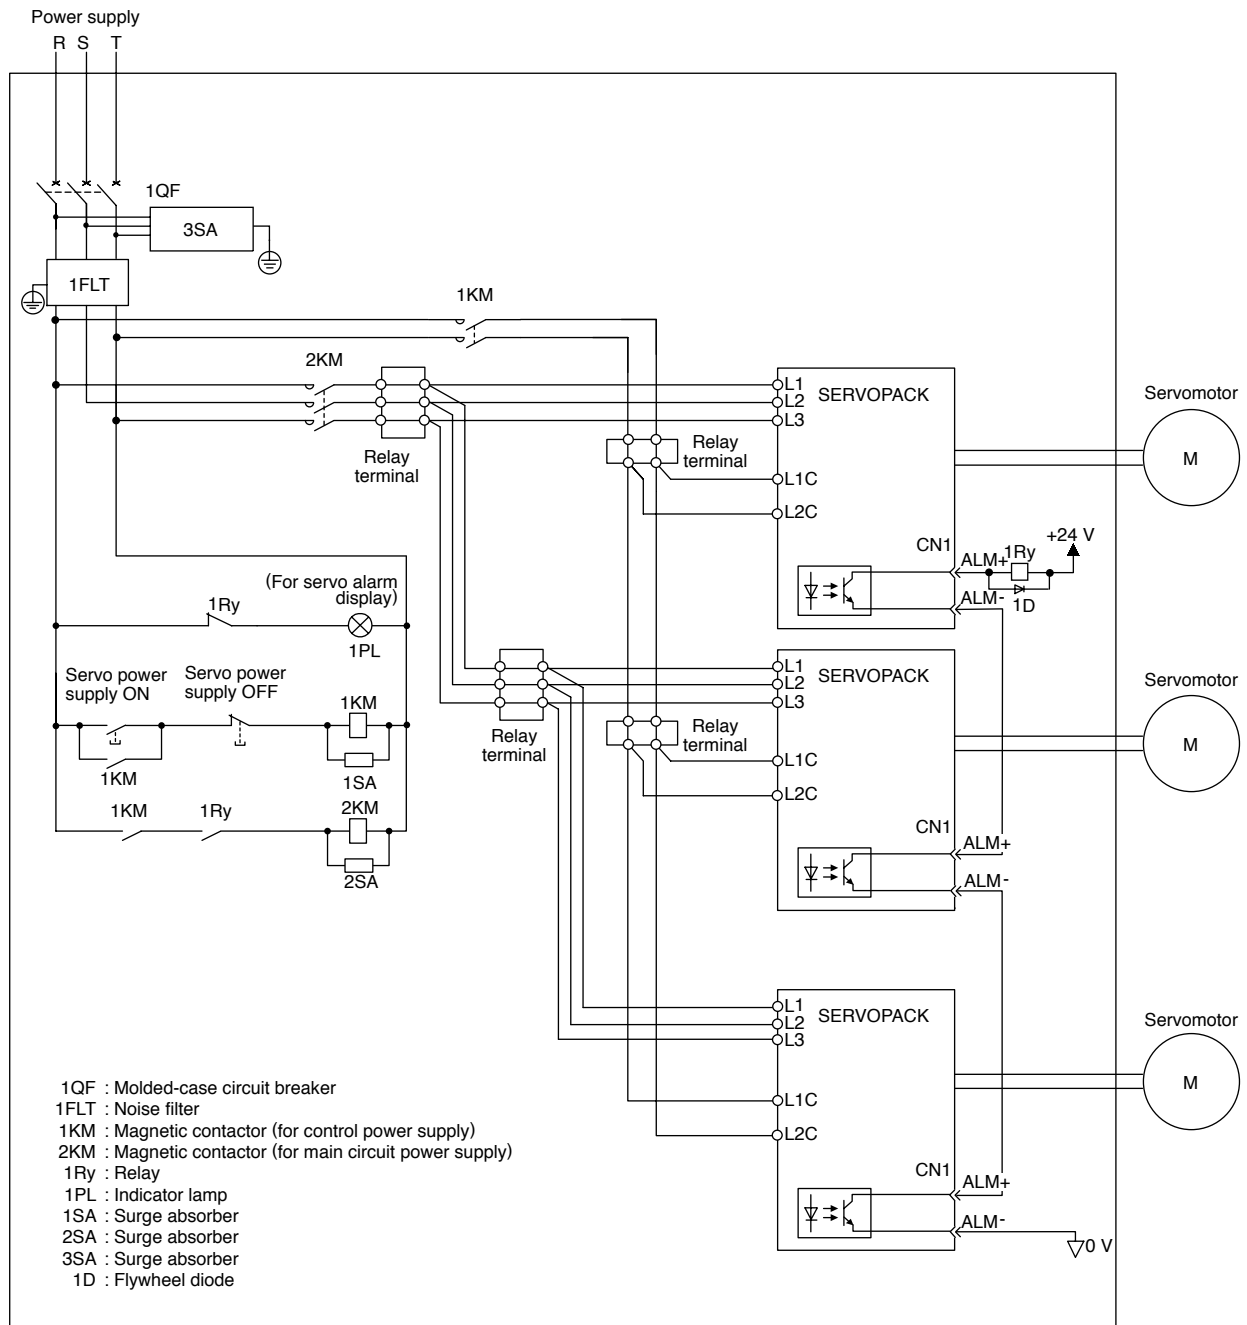 Power supply
R S T
1QF
3SA
1FLT
1KM
2KM
Relay
terminal
Relay
terminal
L1
L2
L3
L1C
L2C
SERVOPACK
CN1
ALM+
ALM-
1Ry
1D
+24 V
Servomotor
M
(For servo alarm
display)
1Ry
1PL
Servo power
supply ON
Servo power
supply OFF
1KM
1KM
1SA
1KM
1Ry
2KM
2SA
Relay
terminal
Relay
terminal
L1
L2
L3
L1C
L2C
SERVOPACK
CN1
ALM+
ALM-
Servomotor
M
L1
L2
L3
L1C
L2C
SERVOPACK
CN1
ALM+
ALM-
0 V
Servomotor
M
1QF : Molded-case circuit breaker
1FLT : Noise filter
1KM : Magnetic contactor (for control power supply)
2KM : Magnetic contactor (for main circuit power supply)
1Ry : Relay
1PL : Indicator lamp
1SA : Surge absorber
2SA : Surge absorber
3SA : Surge absorber
1D : Flywheel diode